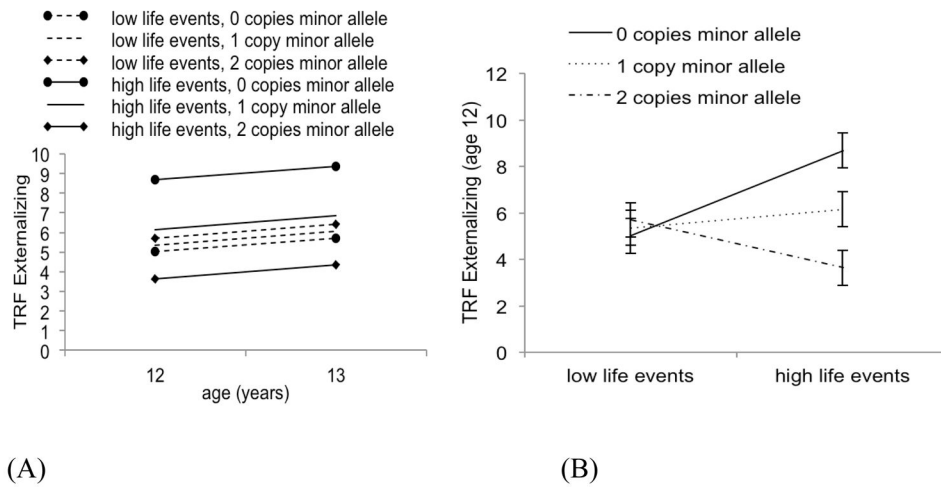 low life events, 0 copies minor allele
low life events, 1 copy minor allele
low life events, 2 copies minor allele
high life events, 0 copies minor allele
high life events, 1 copy minor allele
high life events, 2 copies minor allele
TRF Externalizing
10
9
8
7
6
5
4
3
2
1
0
12
13
age (years)
(A)
0 copies minor allele
1 copy minor allele
2 copies minor allele
TRF Externalizing (age 12)
12
10
8
6
4
2
0
low life events
high life events
(B)